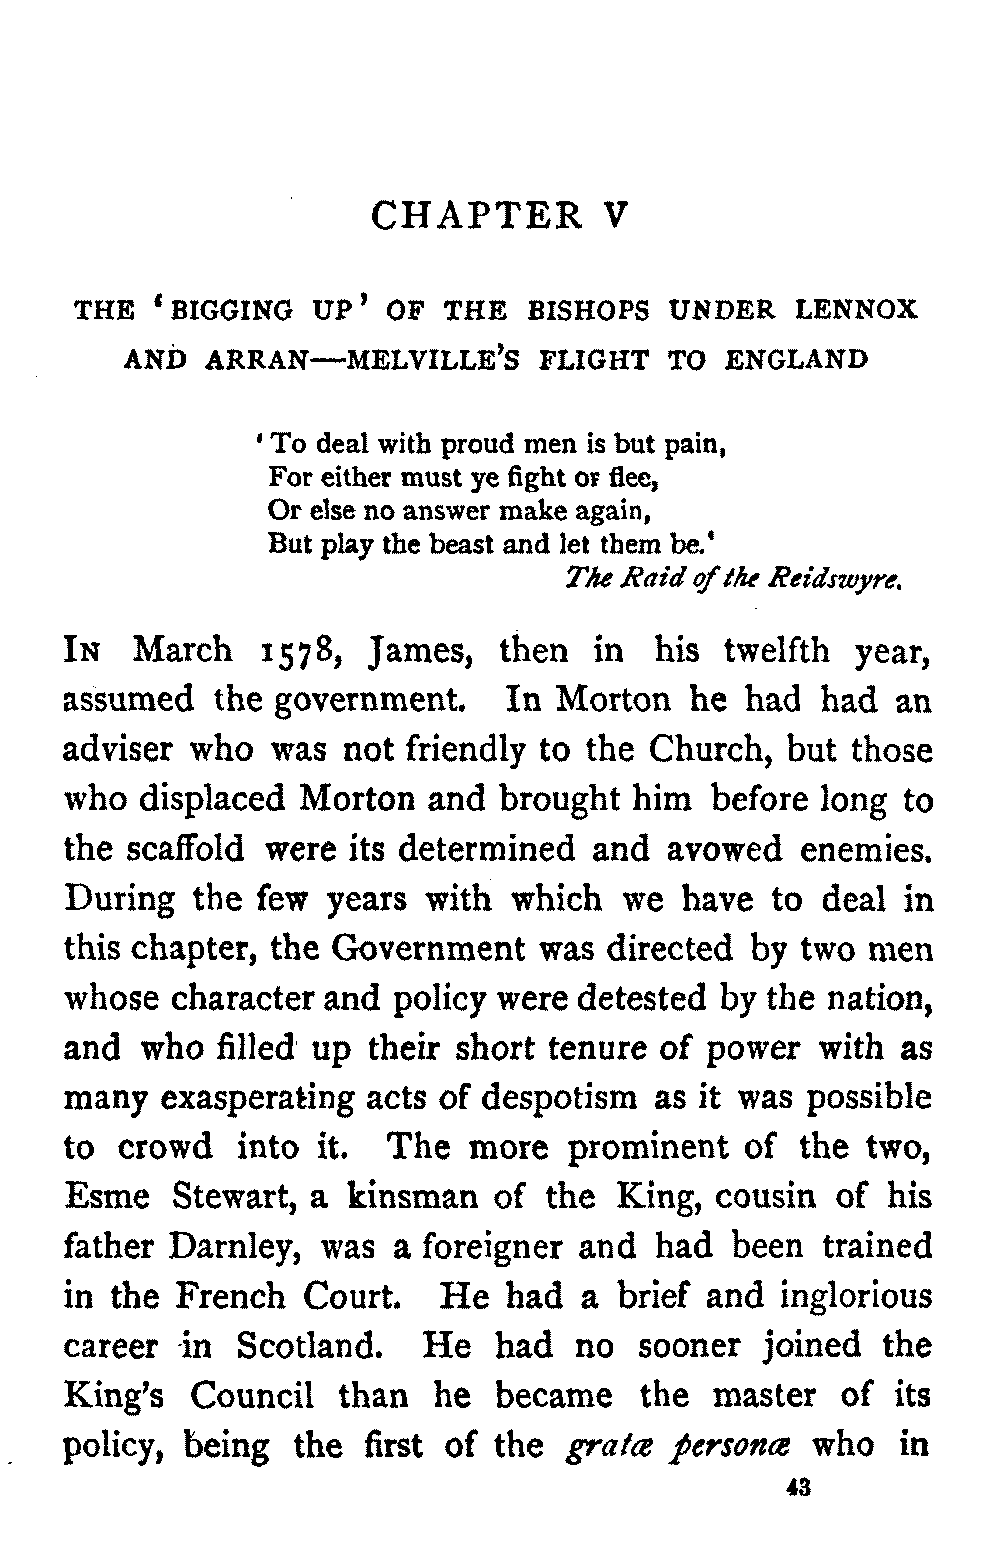 CHAPTER V
THE ‘BIGGING UP’ OF THE BISHOPS UNDER LENNOX
AND ARRAN—MELVILLE’S FLIGHT TO ENGLAND
‘To deal with proud men is but pain,
For either must ye fight or flee,
Or else no answer make again,
But play the beast and let them be.’
The Raid of the Reidswyre.
IN March 1578, James, then in his twelfth year,
assumed the government. In Morton he had had an
adviser who was not friendly to the Church, but those
who displaced Morton and brought him before long to
the scaffold were its determined and avowed enemies.
During the few years with which we have to deal in
this chapter, the Government was directed by two men
whose character and policy were detested by the nation,
and who filled up their short tenure of power with as
many exasperating acts of despotism as it was possible
to crowd into it. The more prominent of the two,
Esme Stewart, a kinsman of the King, cousin of his
father Darnley, was a foreigner and had been trained
in the French Court. He had a brief and inglorious
career in Scotland. He had no sooner joined the
King’s Council than he became the master of its
policy, being the first of the gratæ personæ who in
43